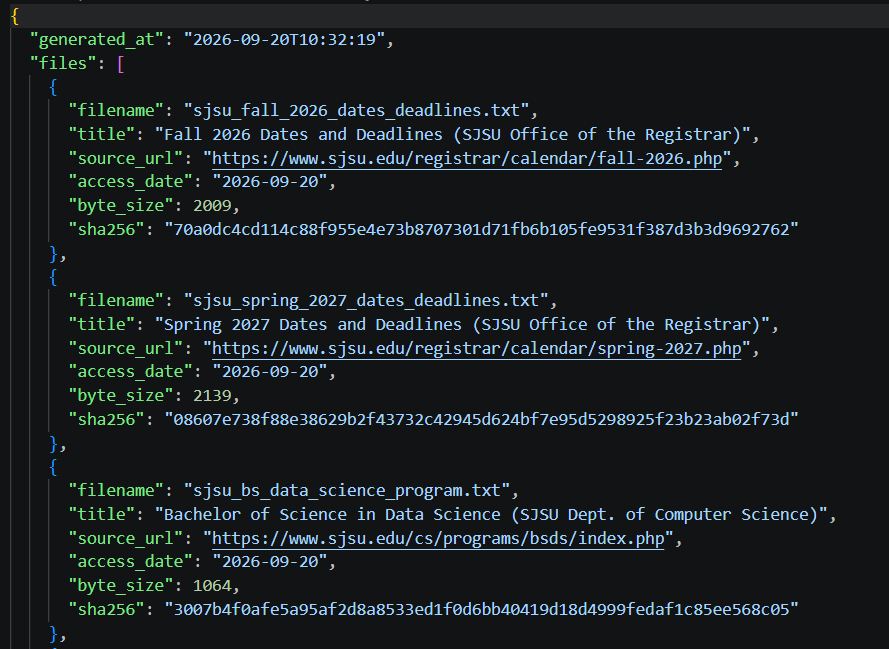 {
"generated_at": "2026-09-20T10:32:19",
"files": [
{
"filename": "sjsu_fall_2026_dates_deadlines.txt",
"title": "Fall 2026 Dates and Deadlines (SJSU Office of the Registrar)",
"source_url": "https://www.sjsu.edu/registrar/calendar/fall-2026.php",
"access_date": "2026-09-20",
"byte_size": 2009,
"sha256": "70a0dc4cd114c88f955e4e73b8707301d71fb6b105fe9531f387d3b3d9692762"
},
{
"filename": "sjsu_spring_2027_dates_deadlines.txt",
"title": "Spring 2027 Dates and Deadlines (SJSU Office of the Registrar)",
"source_url": "https://www.sjsu.edu/registrar/calendar/spring-2027.php",
"access_date": "2026-09-20",
"byte_size": 2139,
"sha256": "08607e738f88e38629b2f43732c42945d624bf7e95d5298925f23b23ab02f73d"
},
{
"filename": "sjsu_bs_data_science_program.txt",
"title": "Bachelor of Science in Data Science (SJSU Dept. of Computer Science)",
"source_url": "https://www.sjsu.edu/cs/programs/bsds/index.php",
"access_date": "2026-09-20",
"byte_size": 1064,
"sha256": "3007b4f0afe5a95af2d8a8533ed1f0d6bb40419d18d4999fedaf1c85ee568c05"
},